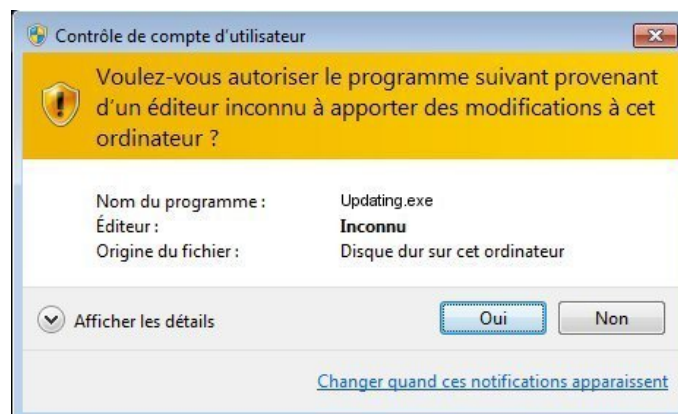 Contrôle de compte d'utilisateur
Voulez-vous autoriser le programme suivant provenant
d'un éditeur inconnu à apporter des modifications à cet
ordinateur ?
Nom du programme : Updating.exe
Éditeur : Inconnu
Origine du fichier : Disque dur sur cet ordinateur
Afficher les détails Oui Non
Changer quand ces notifications apparaissent